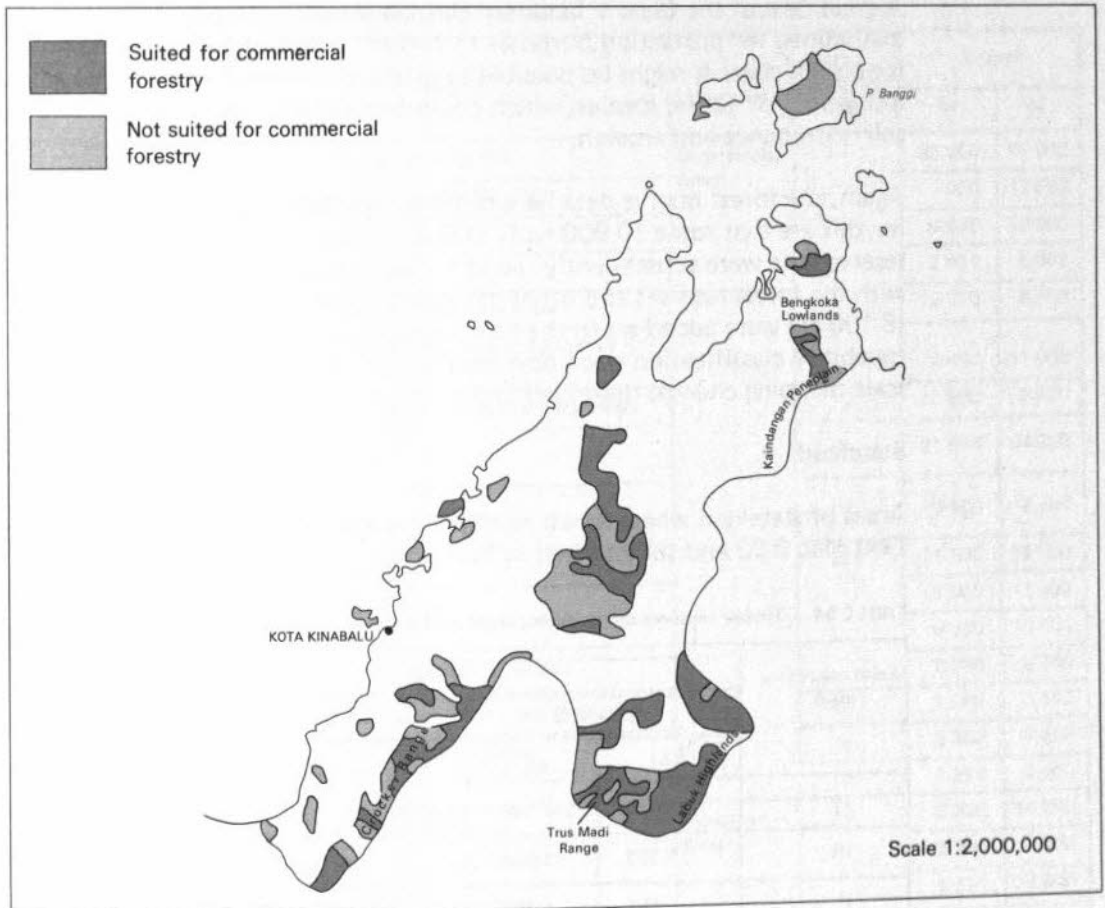 Suited for commercial
forestry
Not suited for commercial
forestry
P. Banggi
Bengkoka
Lowlands
Kaindangan Peneplain
KOTA KINABALU
Crocker Range
Labuk Highlands
Trus Madi
Range
Scale 1:2,000,000